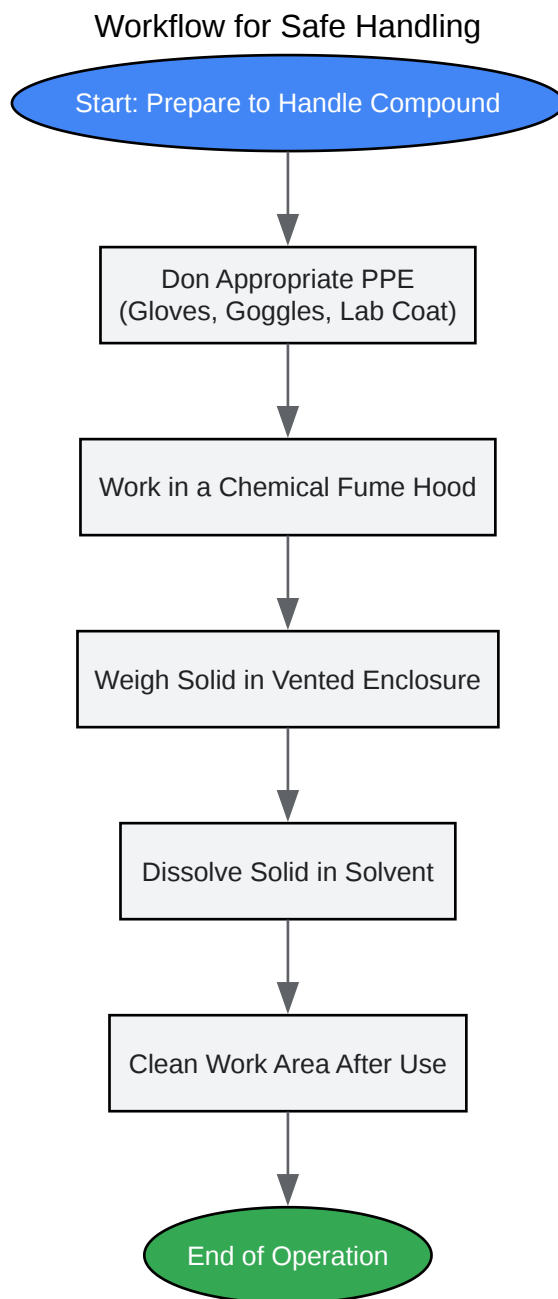 Workflow for Safe Handling
Start: Prepare to Handle Compound
Don Appropriate PPE
(Gloves, Goggles, Lab Coat)
Work in a Chemical Fume Hood
Weigh Solid in Vented Enclosure
Dissolve Solid in Solvent
Clean Work Area After Use
End of Operation